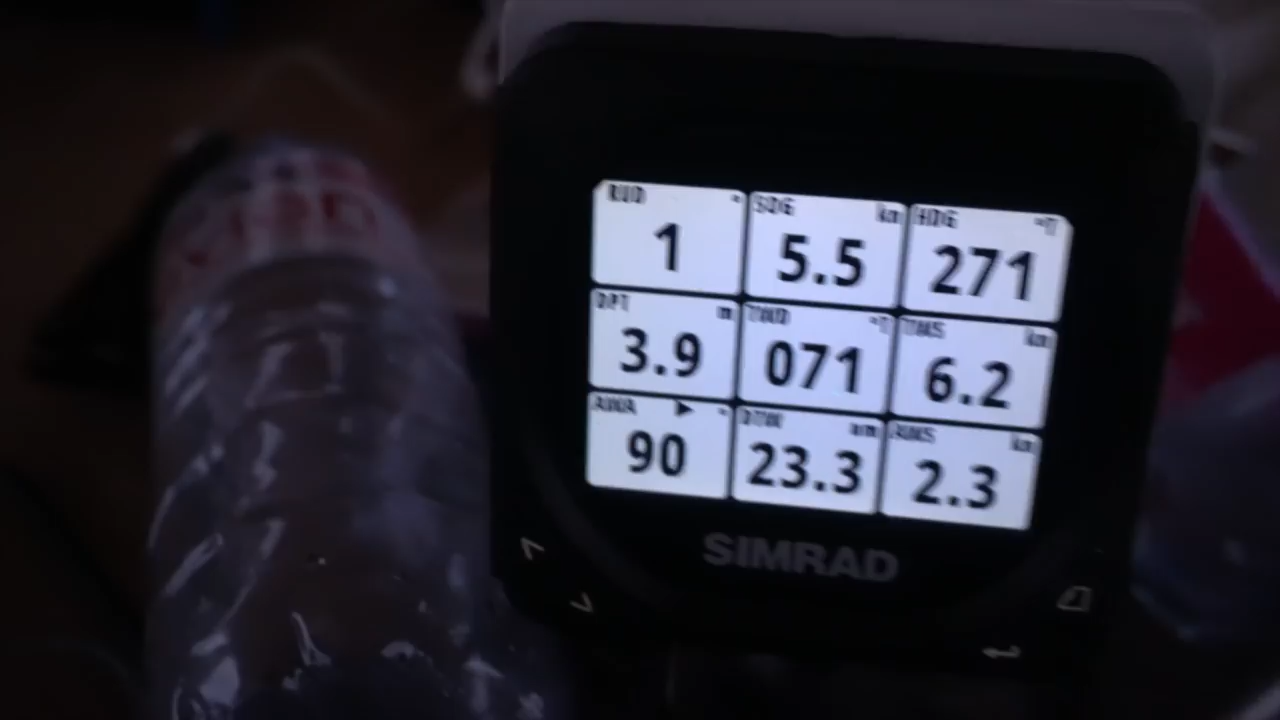 RUD °
1
SOG kn
5.5
HDG °T
271
DPT m
3.9
TWD °T
071
TWS kn
6.2
AWA ▶ °
90
DTW nm
23.3
AWS kn
2.3
SIMRAD